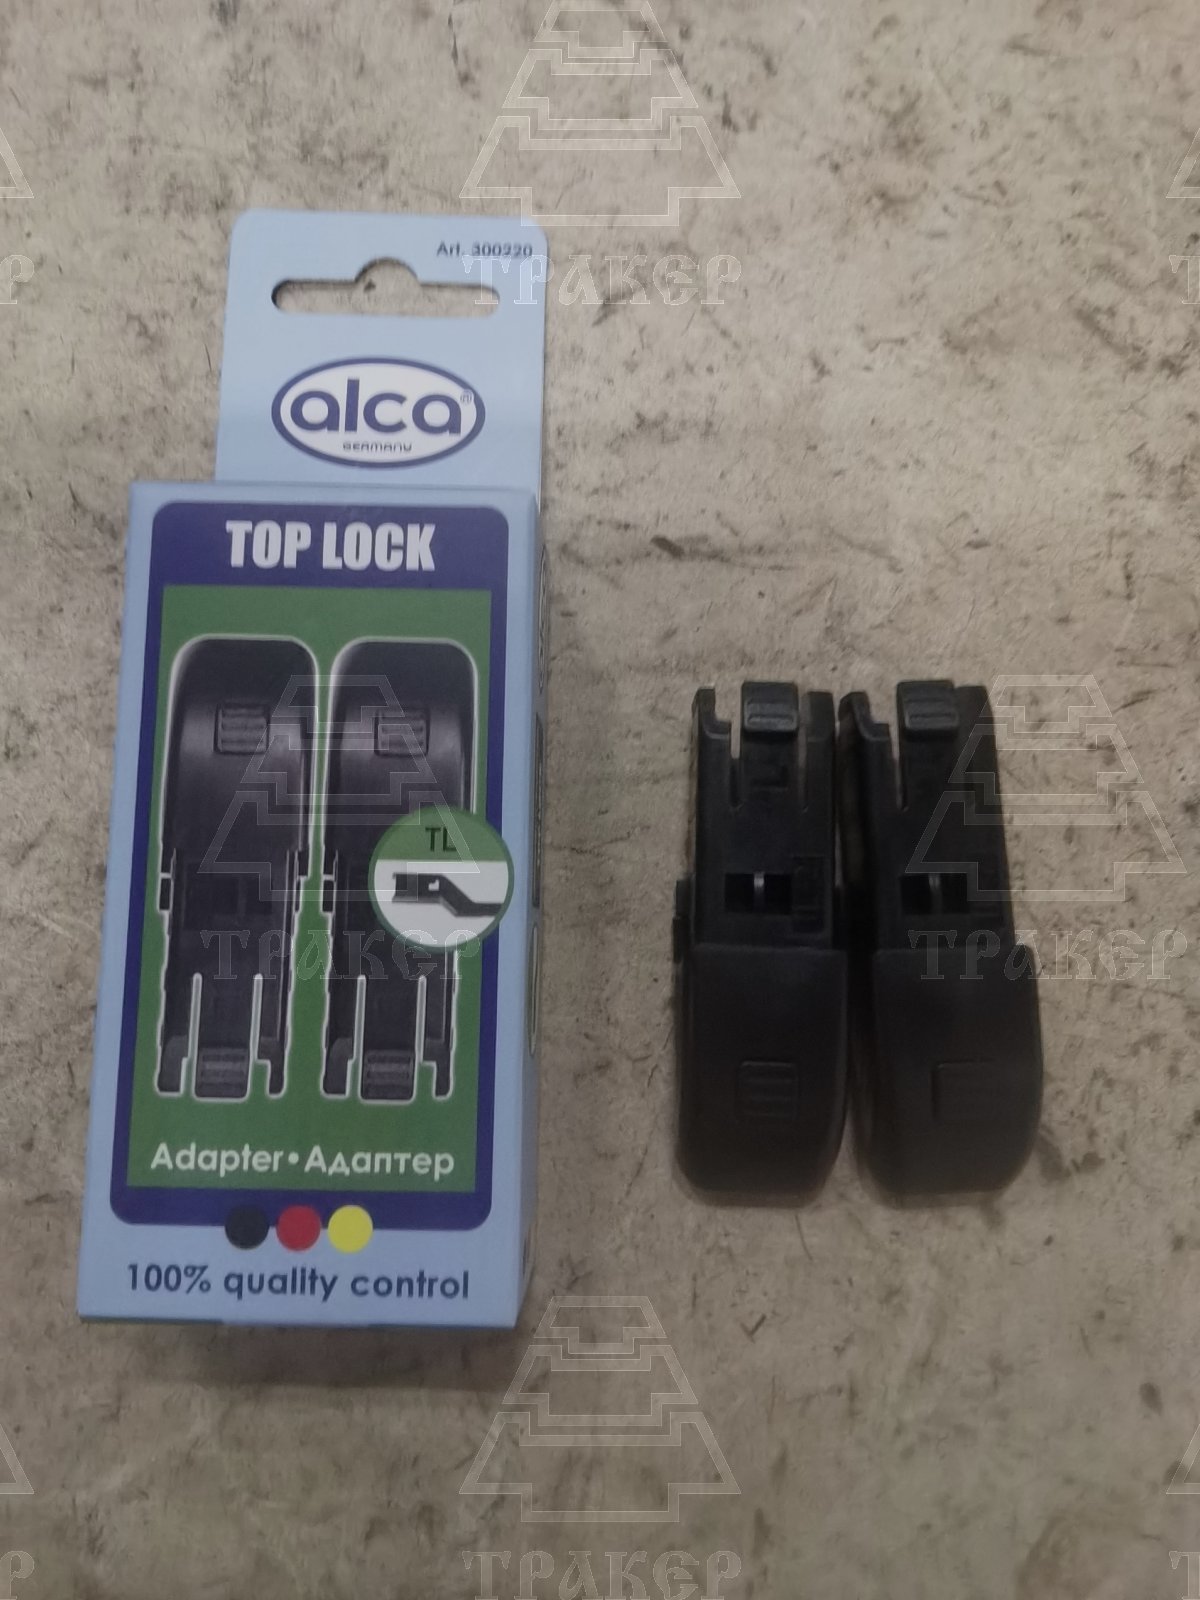 Art. 300220
alca®
GERMANY
TOP LOCK
TL
Adapter • Адаптер
100% quality control
ТРАКЕР
ТРАКЕР
ТРАКЕР
ТРАКЕР